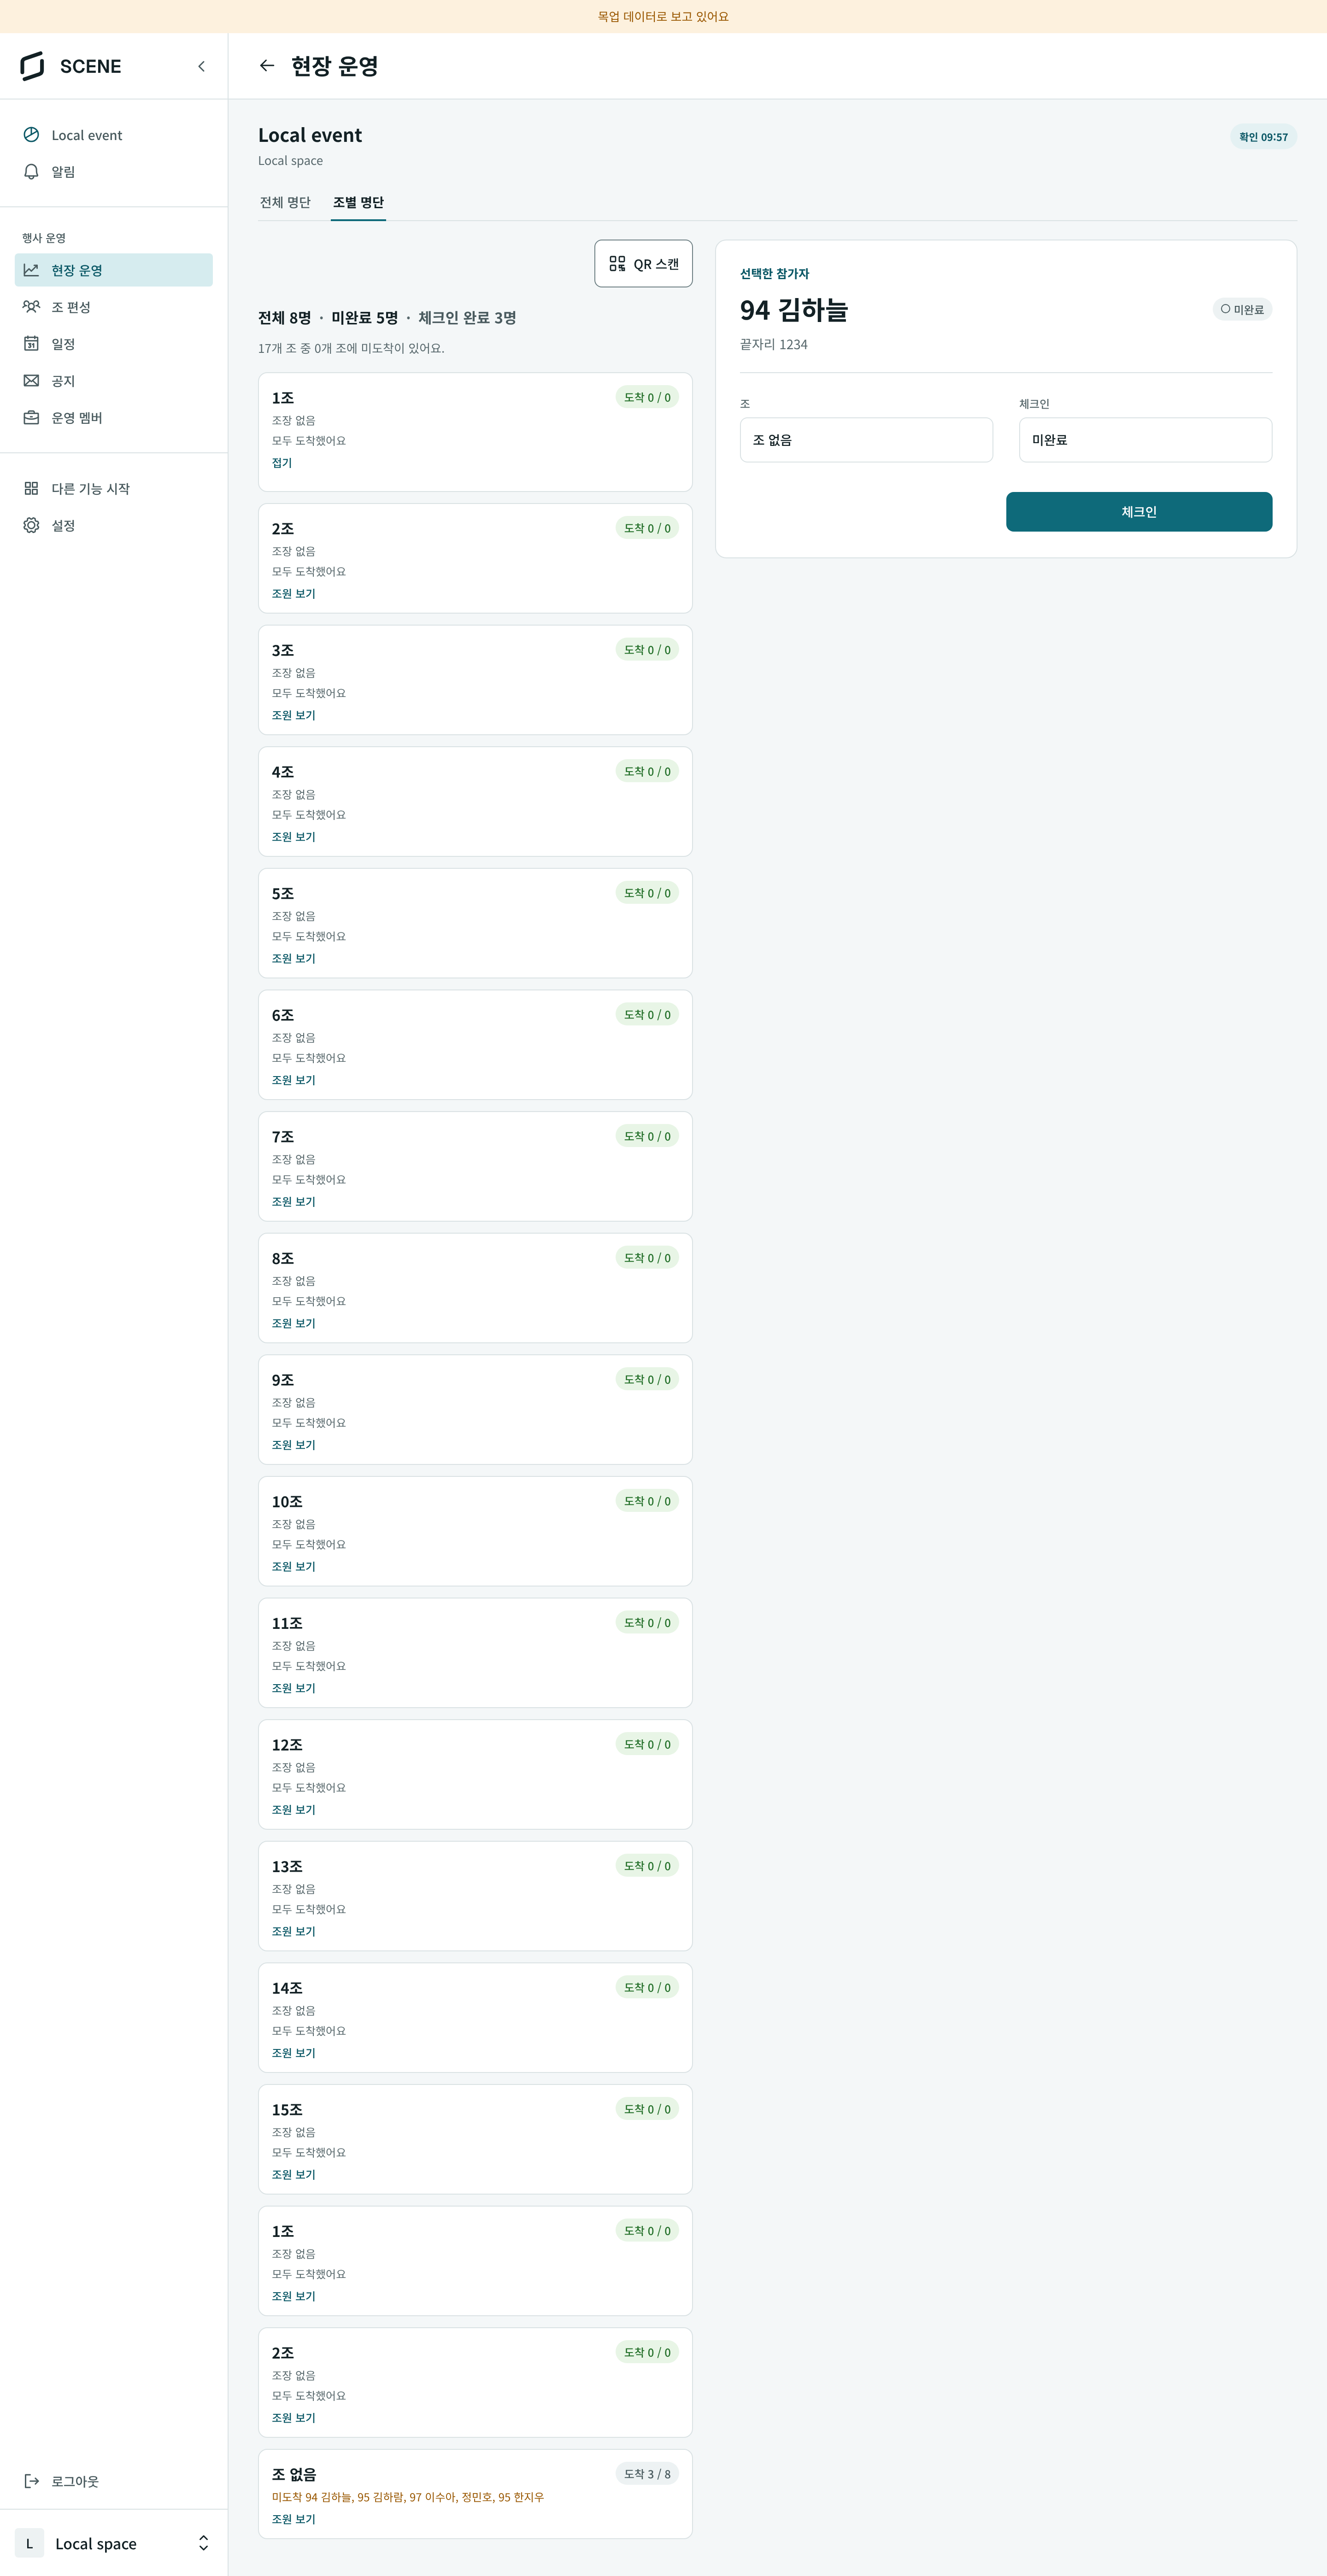 목업 데이터로 보고 있어요
SCENE
현장 운영
Local event
알림
행사 운영
현장 운영
조 편성
일정
공지
운영 멤버
다른 기능 시작
설정
로그아웃
L Local space
Local event
확인 09:57
Local space
전체 명단 조별 명단
QR 스캔
전체 8명 · 미완료 5명 · 체크인 완료 3명
17개 조 중 0개 조에 미도착이 있어요.
1조 도착 0 / 0
조장 없음
모두 도착했어요
접기
2조 도착 0 / 0
조장 없음
모두 도착했어요
조원 보기
3조 도착 0 / 0
조장 없음
모두 도착했어요
조원 보기
4조 도착 0 / 0
조장 없음
모두 도착했어요
조원 보기
5조 도착 0 / 0
조장 없음
모두 도착했어요
조원 보기
6조 도착 0 / 0
조장 없음
모두 도착했어요
조원 보기
7조 도착 0 / 0
조장 없음
모두 도착했어요
조원 보기
8조 도착 0 / 0
조장 없음
모두 도착했어요
조원 보기
9조 도착 0 / 0
조장 없음
모두 도착했어요
조원 보기
10조 도착 0 / 0
조장 없음
모두 도착했어요
조원 보기
11조 도착 0 / 0
조장 없음
모두 도착했어요
조원 보기
12조 도착 0 / 0
조장 없음
모두 도착했어요
조원 보기
13조 도착 0 / 0
조장 없음
모두 도착했어요
조원 보기
14조 도착 0 / 0
조장 없음
모두 도착했어요
조원 보기
15조 도착 0 / 0
조장 없음
모두 도착했어요
조원 보기
1조 도착 0 / 0
조장 없음
모두 도착했어요
조원 보기
2조 도착 0 / 0
조장 없음
모두 도착했어요
조원 보기
조 없음 도착 3 / 8
미도착 94 김하늘, 95 김하람, 97 이수아, 정민호, 95 한지우
조원 보기
선택한 참가자
94 김하늘
미완료
끝자리 1234
조 체크인
조 없음 미완료
체크인